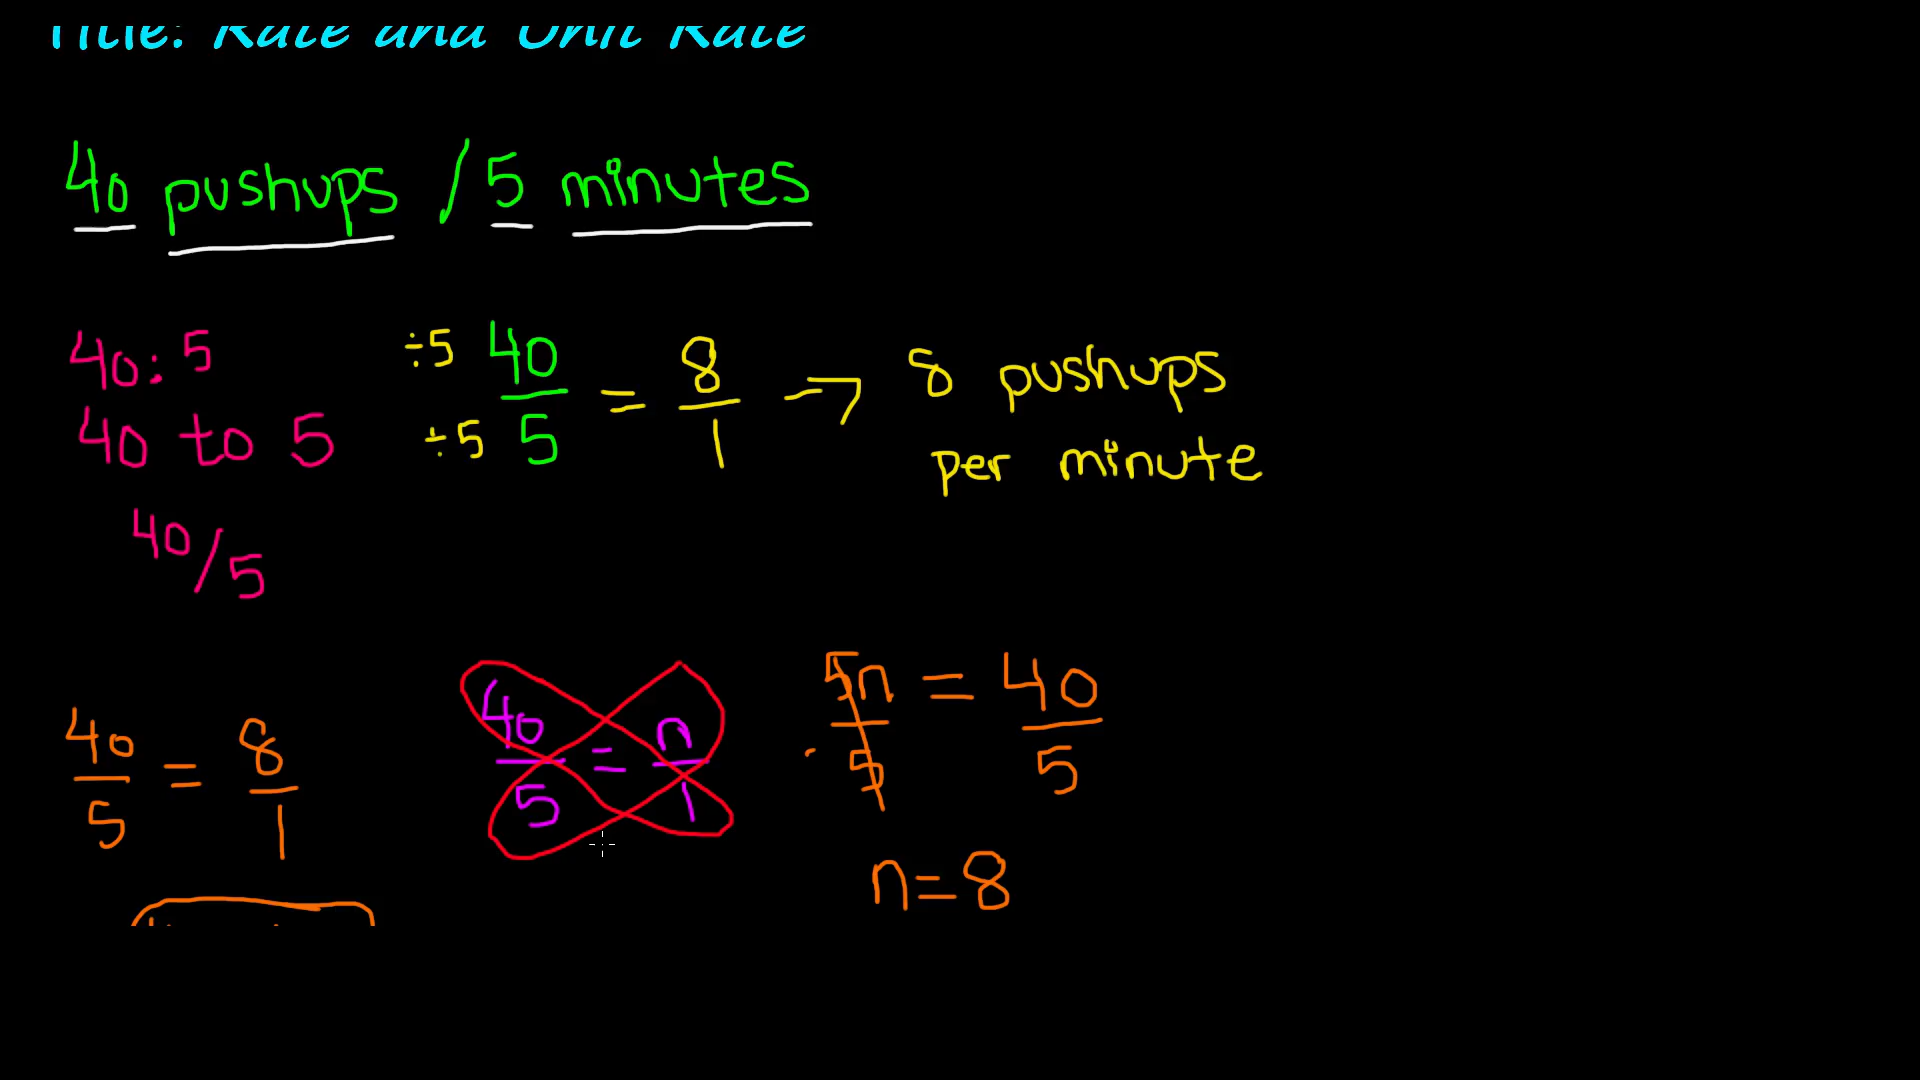 Title: Rate and Unit Rate
40 pushups / 5 minutes
40:5
40 to 5
40/5
÷5 40 = 8 → 8 pushups
÷5 5 1 per minute
40 = 8
5 1
40 = n
5 1
5n = 40
5 5
n=8